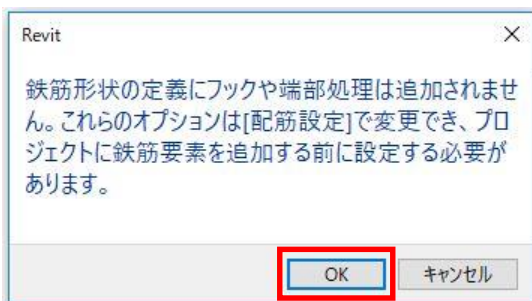 Revit
鉄筋形状の定義にフックや端部処理は追加されませ
ん。これらのオプションは[配筋設定]で変更でき、プロ
ジェクトに鉄筋要素を追加する前に設定する必要が
あります。
OK キャンセル